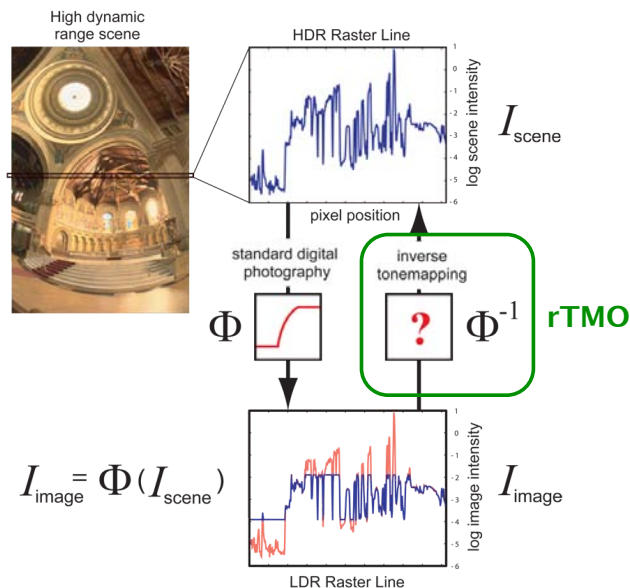 High dynamic
range scene
HDR Raster Line
1
0
-1
-2
-3
-4
-5
-6
log scene intensity
I scene
pixel position
standard digital
photography
inverse
tonemapping
Φ
?
Φ-1
rTMO
1
0
-1
-2
-3
-4
-5
-6
log image intensity
I image = Φ(I scene)
I image
LDR Raster Line